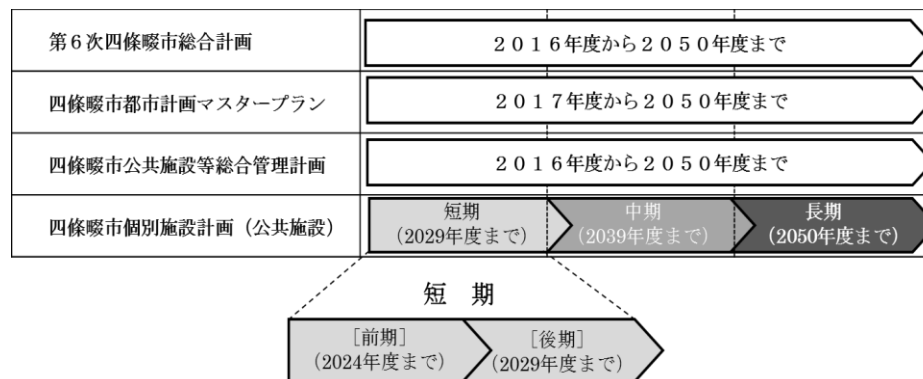 第６次四條畷市総合計画
２０１６年度から２０５０年度まで
四條畷市都市計画マスタープラン
２０１７年度から２０５０年度まで
四條畷市公共施設等総合管理計画
２０１６年度から２０５０年度まで
四條畷市個別施設計画（公共施設）
短期
（2029年度まで）
中期
（2039年度まで）
長期
（2050年度まで）
短　期
［前期］
（2024年度まで）
［後期］
（2029年度まで）